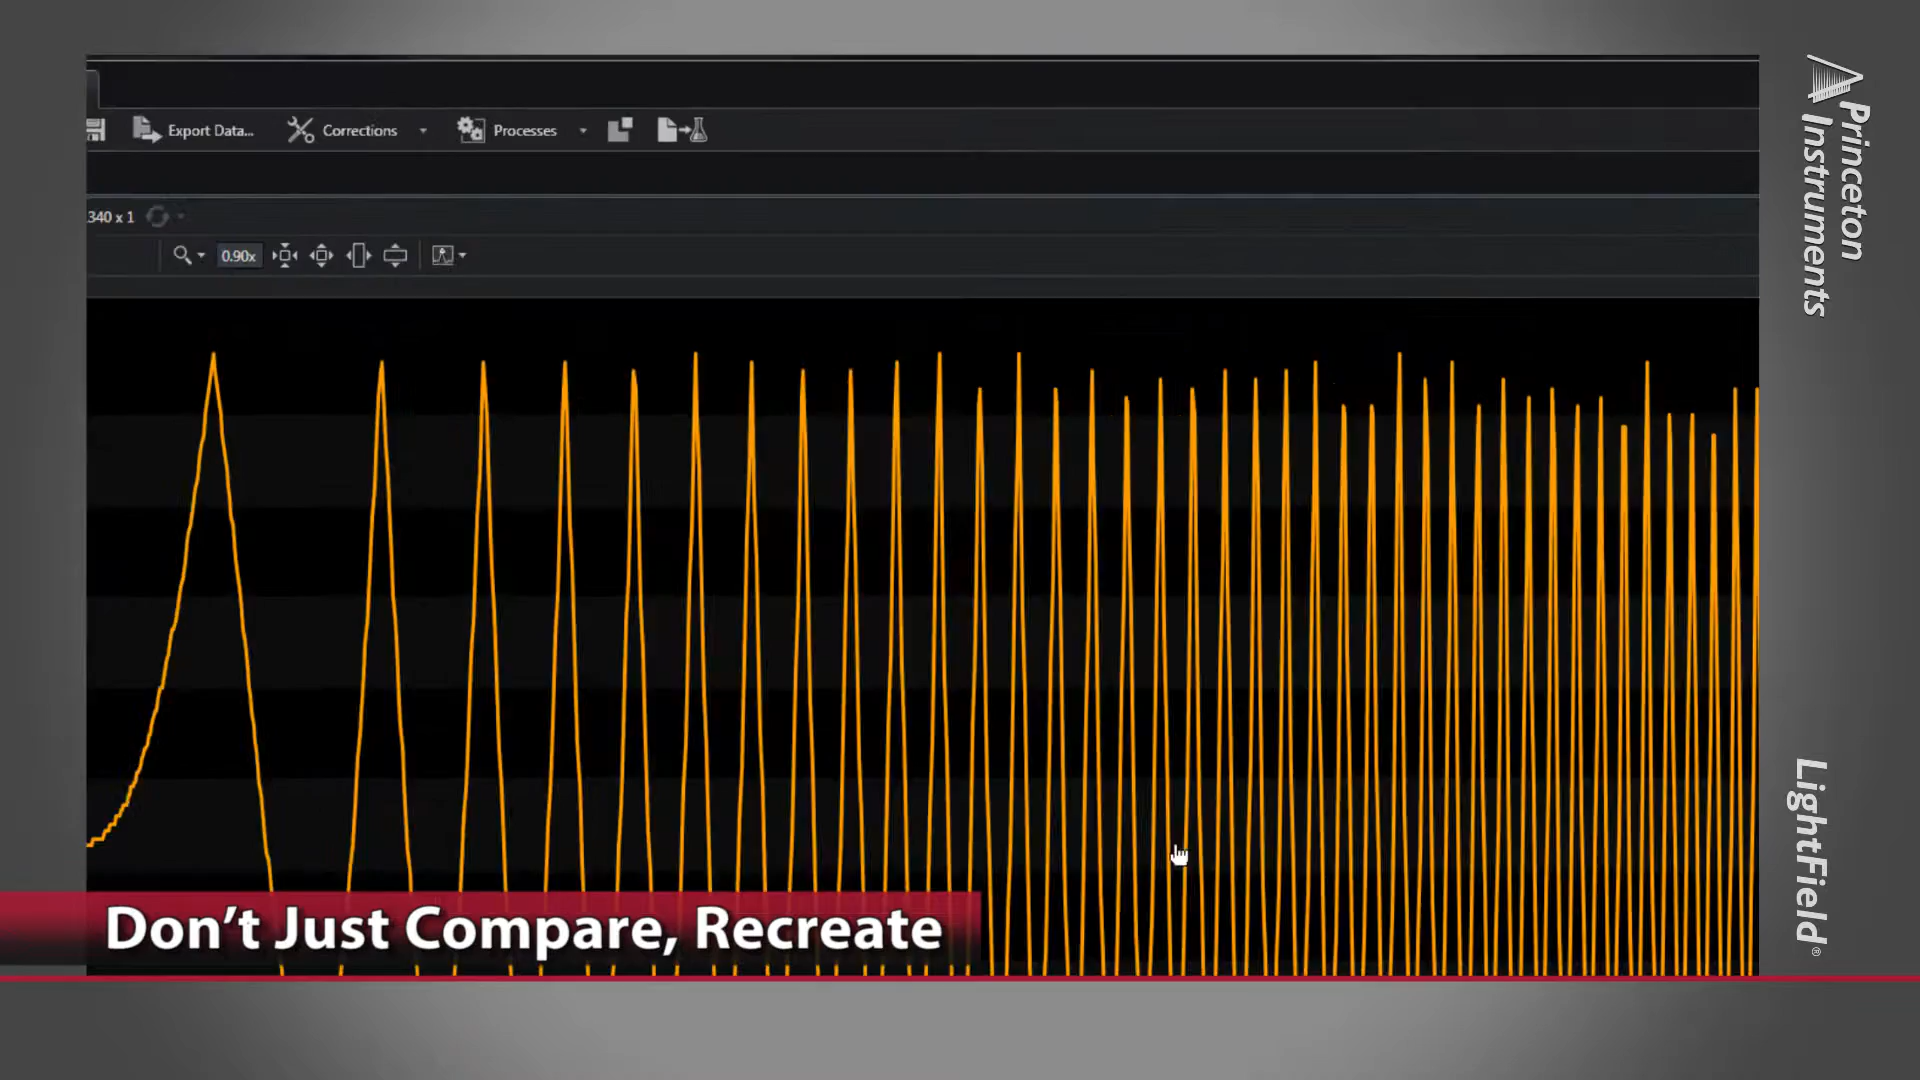 Export Data...
Corrections
Processes
340 x 1
0.90x
Princeton
Instruments
LightField®
Don't Just Compare, Recreate